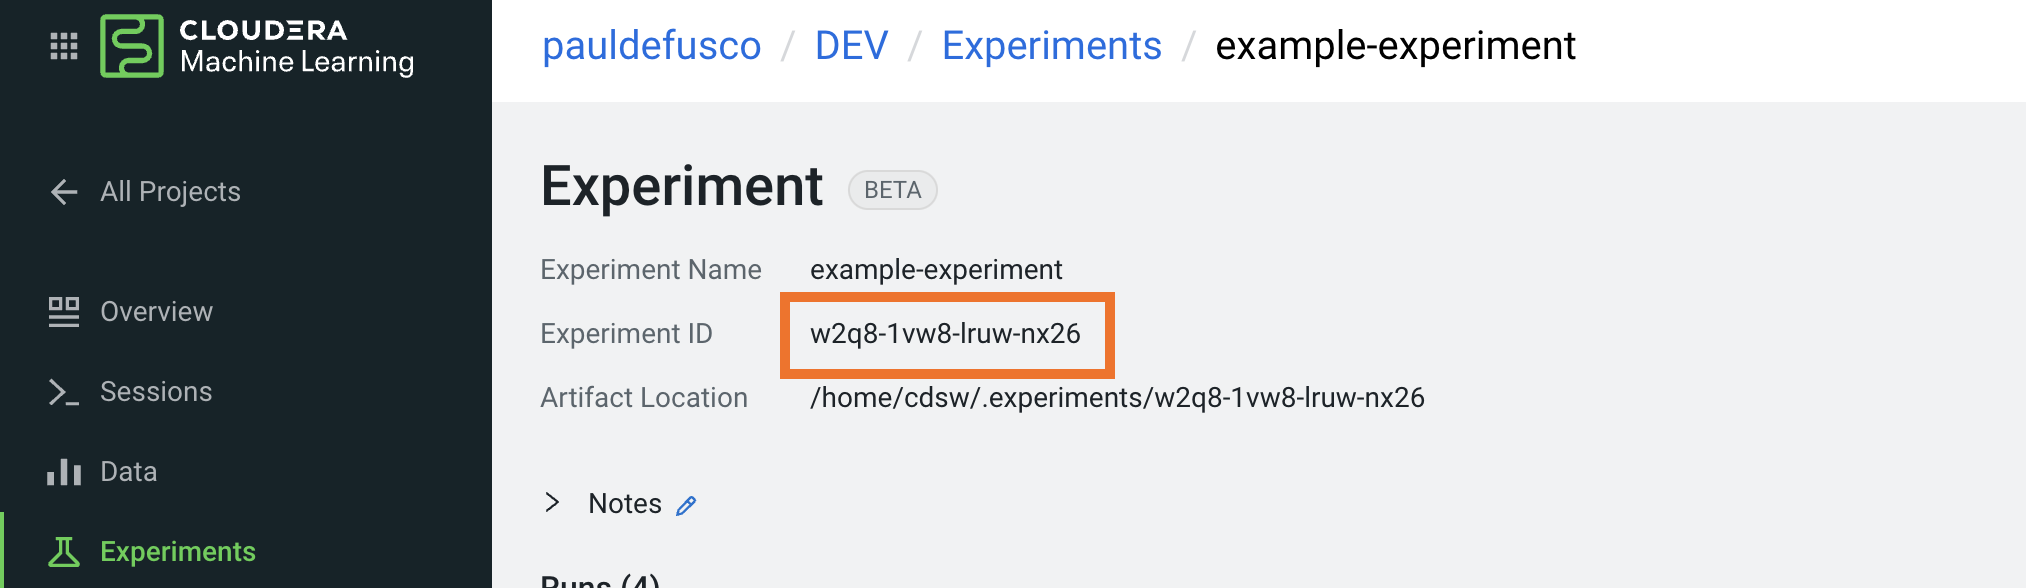 CLOUDERA
Machine Learning
All Projects
Overview
Sessions
Data
Experiments
pauldefusco / DEV / Experiments / example-experiment
Experiment BETA
Experiment Name example-experiment
Experiment ID w2q8-1vw8-lruw-nx26
Artifact Location /home/cdsw/.experiments/w2q8-1vw8-lruw-nx26
Notes
Runs (4)